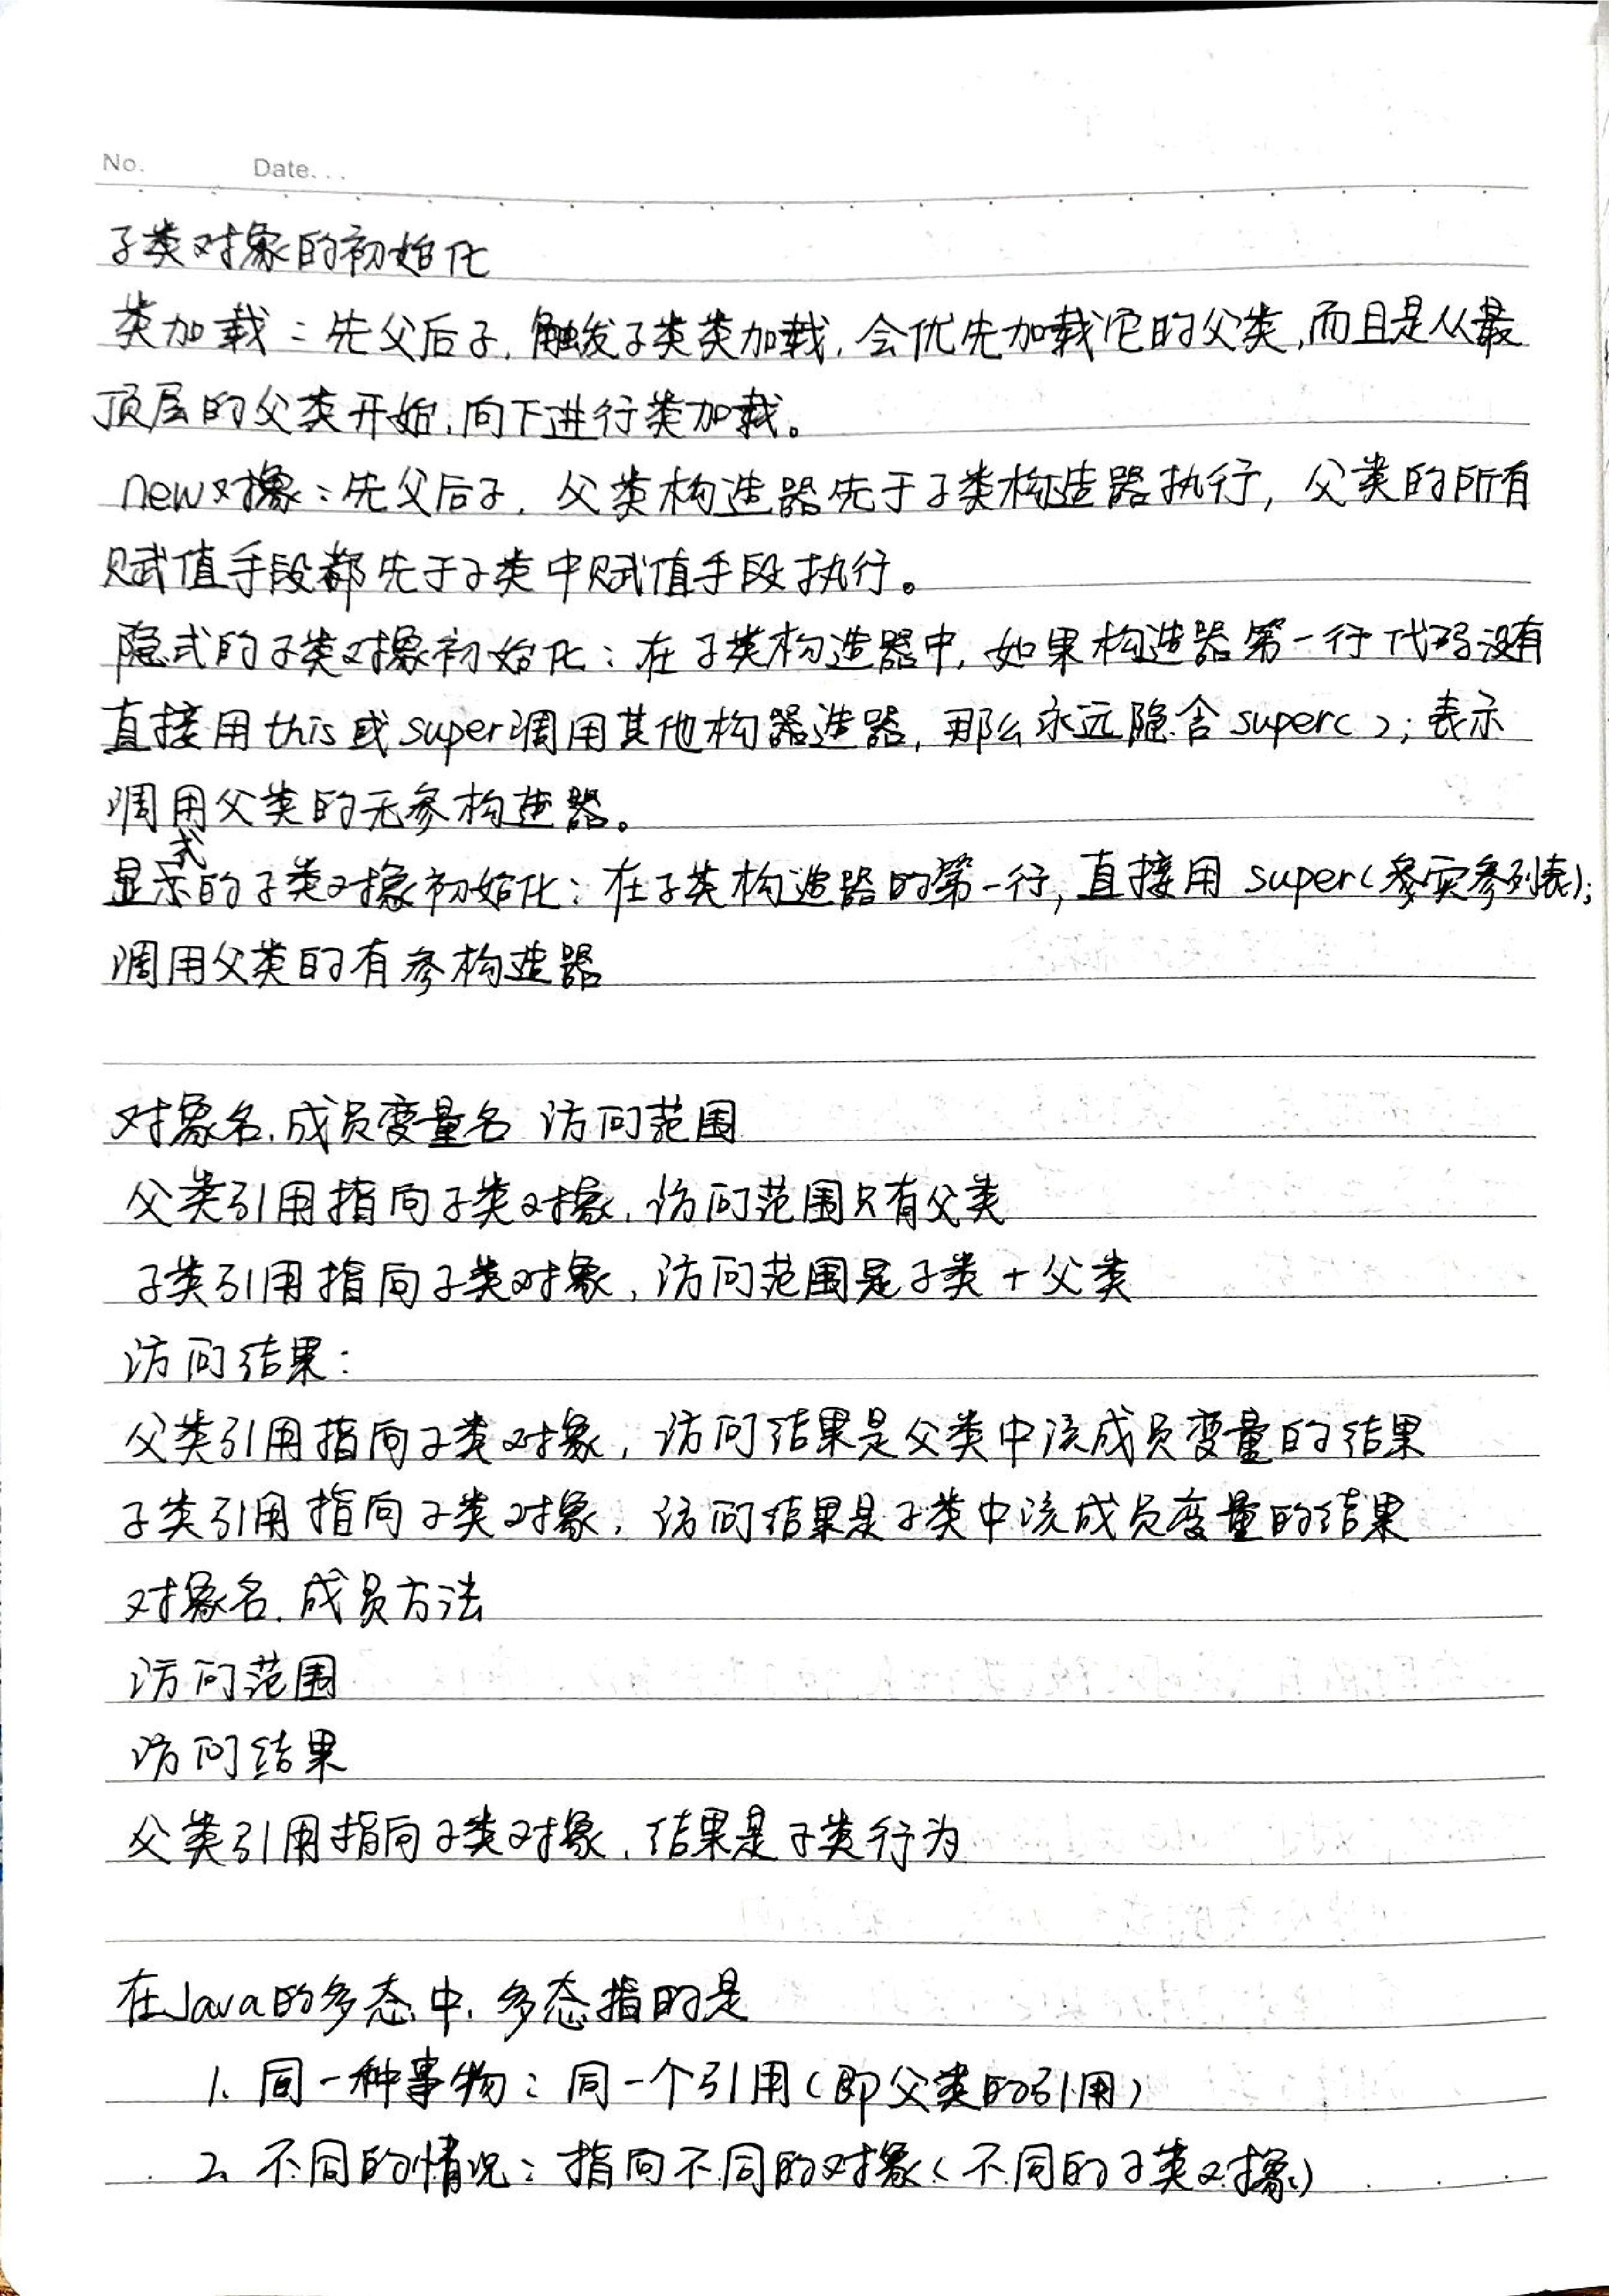 No. Date. . .
子类对象的初始化
类加载：先父后子，触发子类类加载，会优先加载它的父类，而且是从最
顶层的父类开始，向下进行类加载。
new对象：先父后子，父类构造器先于子类构造器执行，父类的所有
赋值手段都先于子类中赋值手段执行。
隐式的子类对象初始化：在子类构造器中，如果构造器第一行代码没有
直接用this或super调用其他构器造器，那么永远隐含super()；表示
调用父类的无参构造器。
显式的子类对象初始化：在子类构造器的第一行，直接用super(实参列表)；
调用父类的有参构造器
对象名.成员变量名 访问范围
父类引用指向子类对象，访问范围只有父类
子类引用指向子类对象，访问范围是子类+父类
访问结果：
父类引用指向子类对象，访问结果是父类中该成员变量的结果
子类引用指向子类对象，访问结果是子类中该成员变量的结果
对象名.成员方法
访问范围
访问结果
父类引用指向子类对象，结果是子类行为
在Java的多态中，多态指的是
1、同一种事物：同一个引用(即父类的引用)
2、不同的情况：指向不同的对象(不同的子类对象)